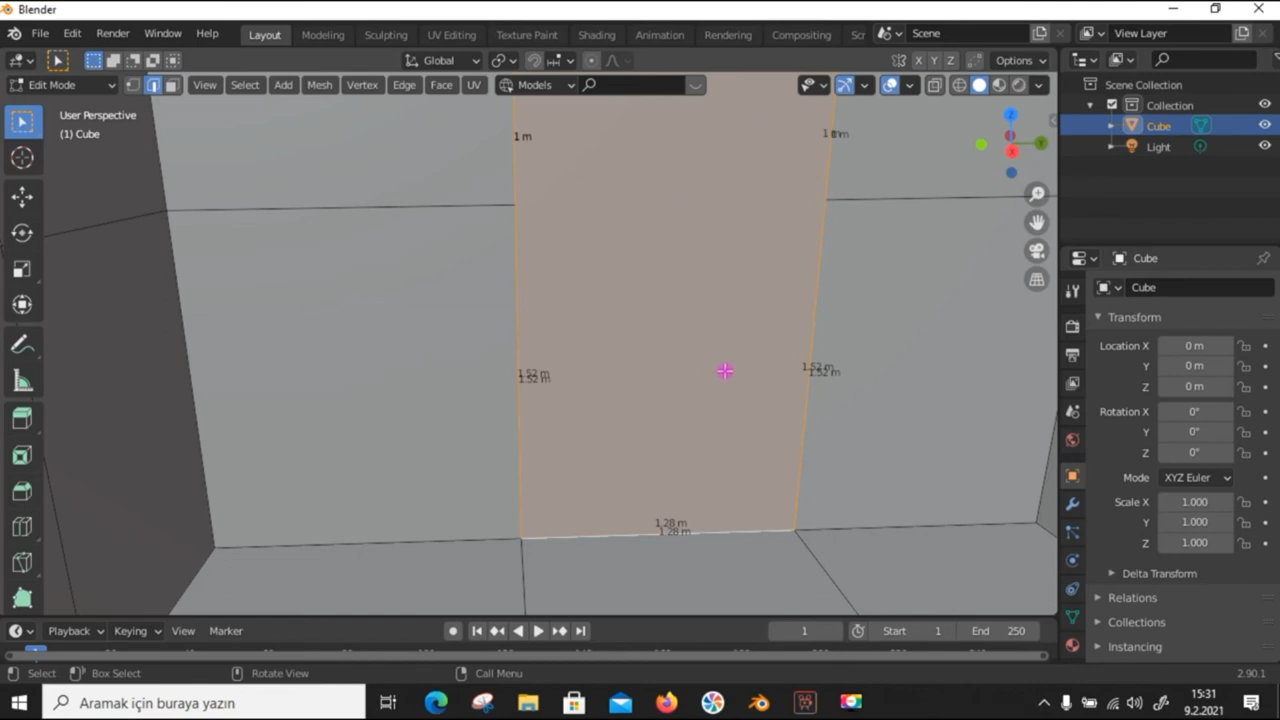 Blender
File Edit Render Window Help Layout Modeling Sculpting UV Editing Texture Paint Shading Animation Rendering Compositing Scr Scene View Layer
Global X Y Z Options
Edit Mode View Select Add Mesh Vertex Edge Face UV Models
Scene Collection
Collection
Cube
Light
User Perspective
(1) Cube
Z
Y
X
1 m
1 m
1.52 m
1.52 m
1.52 m
1.52 m
1.28 m
1.28 m
Cube
Cube
Transform
Location X 0 m
Y 0 m
Z 0 m
Rotation X 0°
Y 0°
Z 0°
Mode XYZ Euler
Scale X 1.000
Y 1.000
Z 1.000
Delta Transform
Relations
Collections
Instancing
Playback Keying View Marker 1 Start 1 End 250
Select Box Select Rotate View Call Menu 2.90.1
Aramak için buraya yazın
15:31
9.2.2021